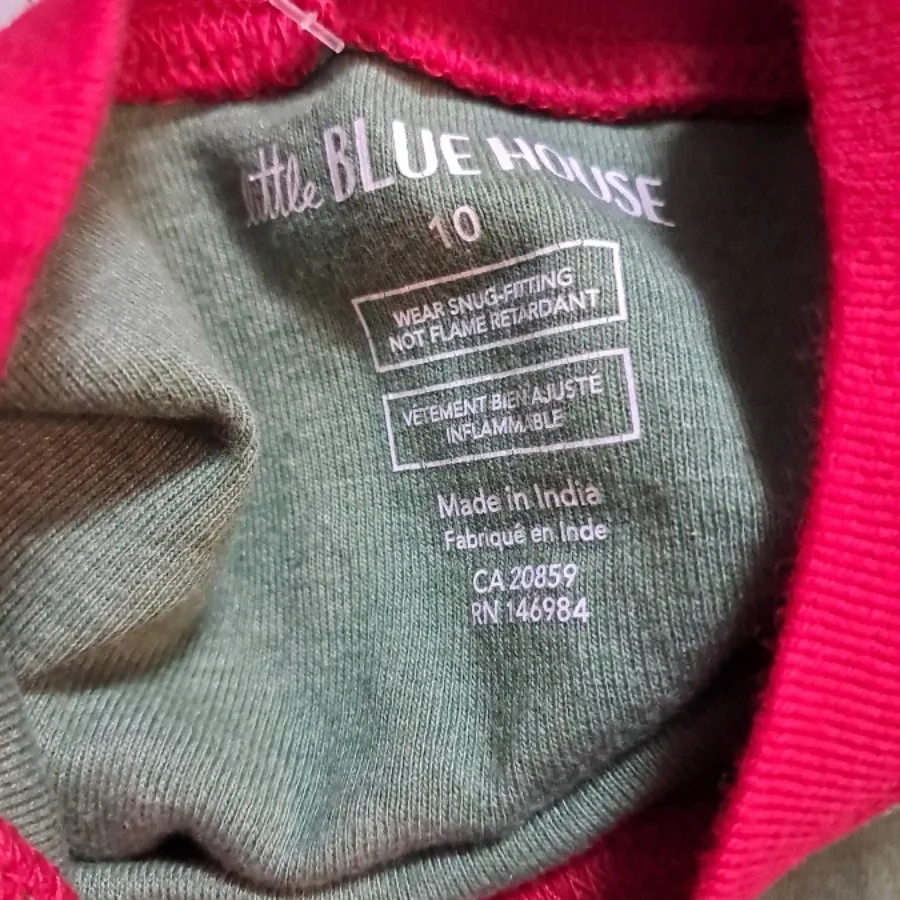 little BLUE HOUSE
10
WEAR SNUG-FITTING
NOT FLAME RETARDANT
VÊTEMENT BIEN AJUSTÉ
INFLAMMABLE
Made in India
Fabriqué en Inde
CA 20859
RN 146984